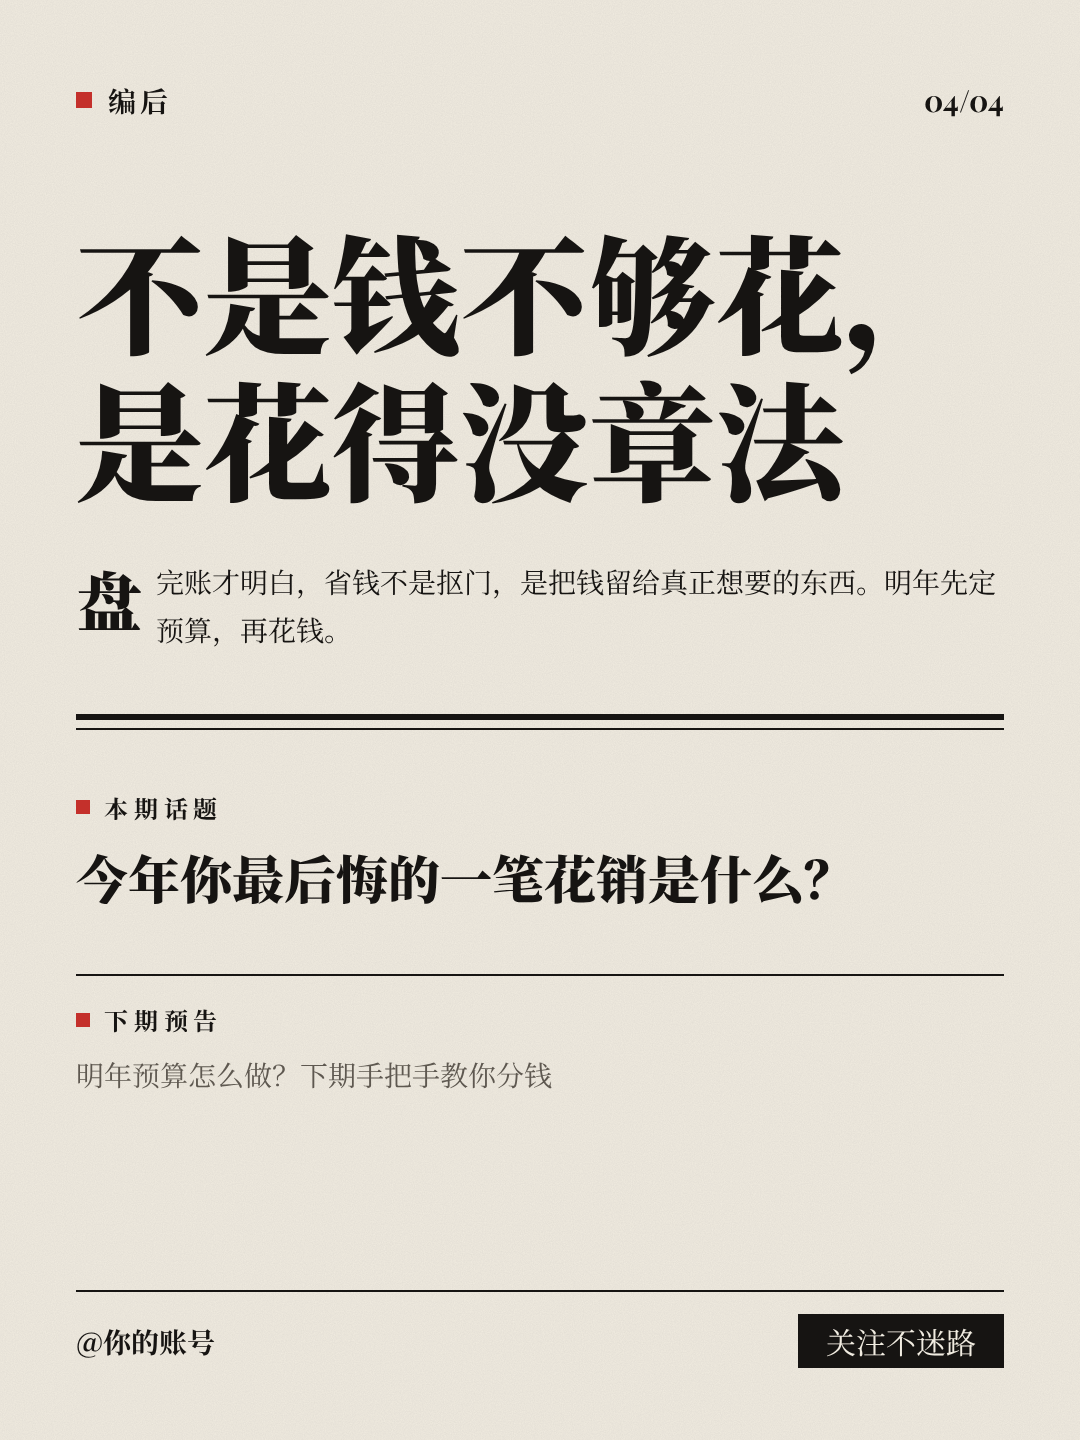 编后
04/04
不是钱不够花，
是花得没章法
盘完账才明白，省钱不是抠门，是把钱留给真正想要的东西。明年先定
预算，再花钱。
本期话题
今年你最后悔的一笔花销是什么？
下期预告
明年预算怎么做？下期手把手教你分钱
@你的账号
关注不迷路